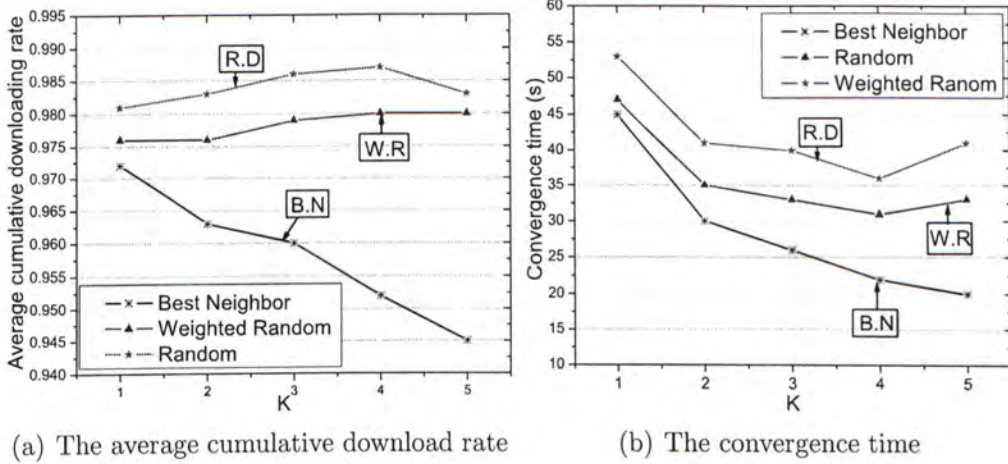 0.995
0.990
0.985
0.980
0.975
0.970
0.965
0.960
0.955
0.950
0.945
0.940
Average cumulative downloading rate
R.D
W.R
B.N
Best Neighbor
Weighted Random
Random
1 2 3 4 5
K
(a) The average cumulative download rate
60
55
50
45
40
35
30
25
20
15
10
Convergence time (s)
Best Neighbor
Random
Weighted Ranom
R.D
W.R
B.N
1 2 3 4 5
K
(b) The convergence time